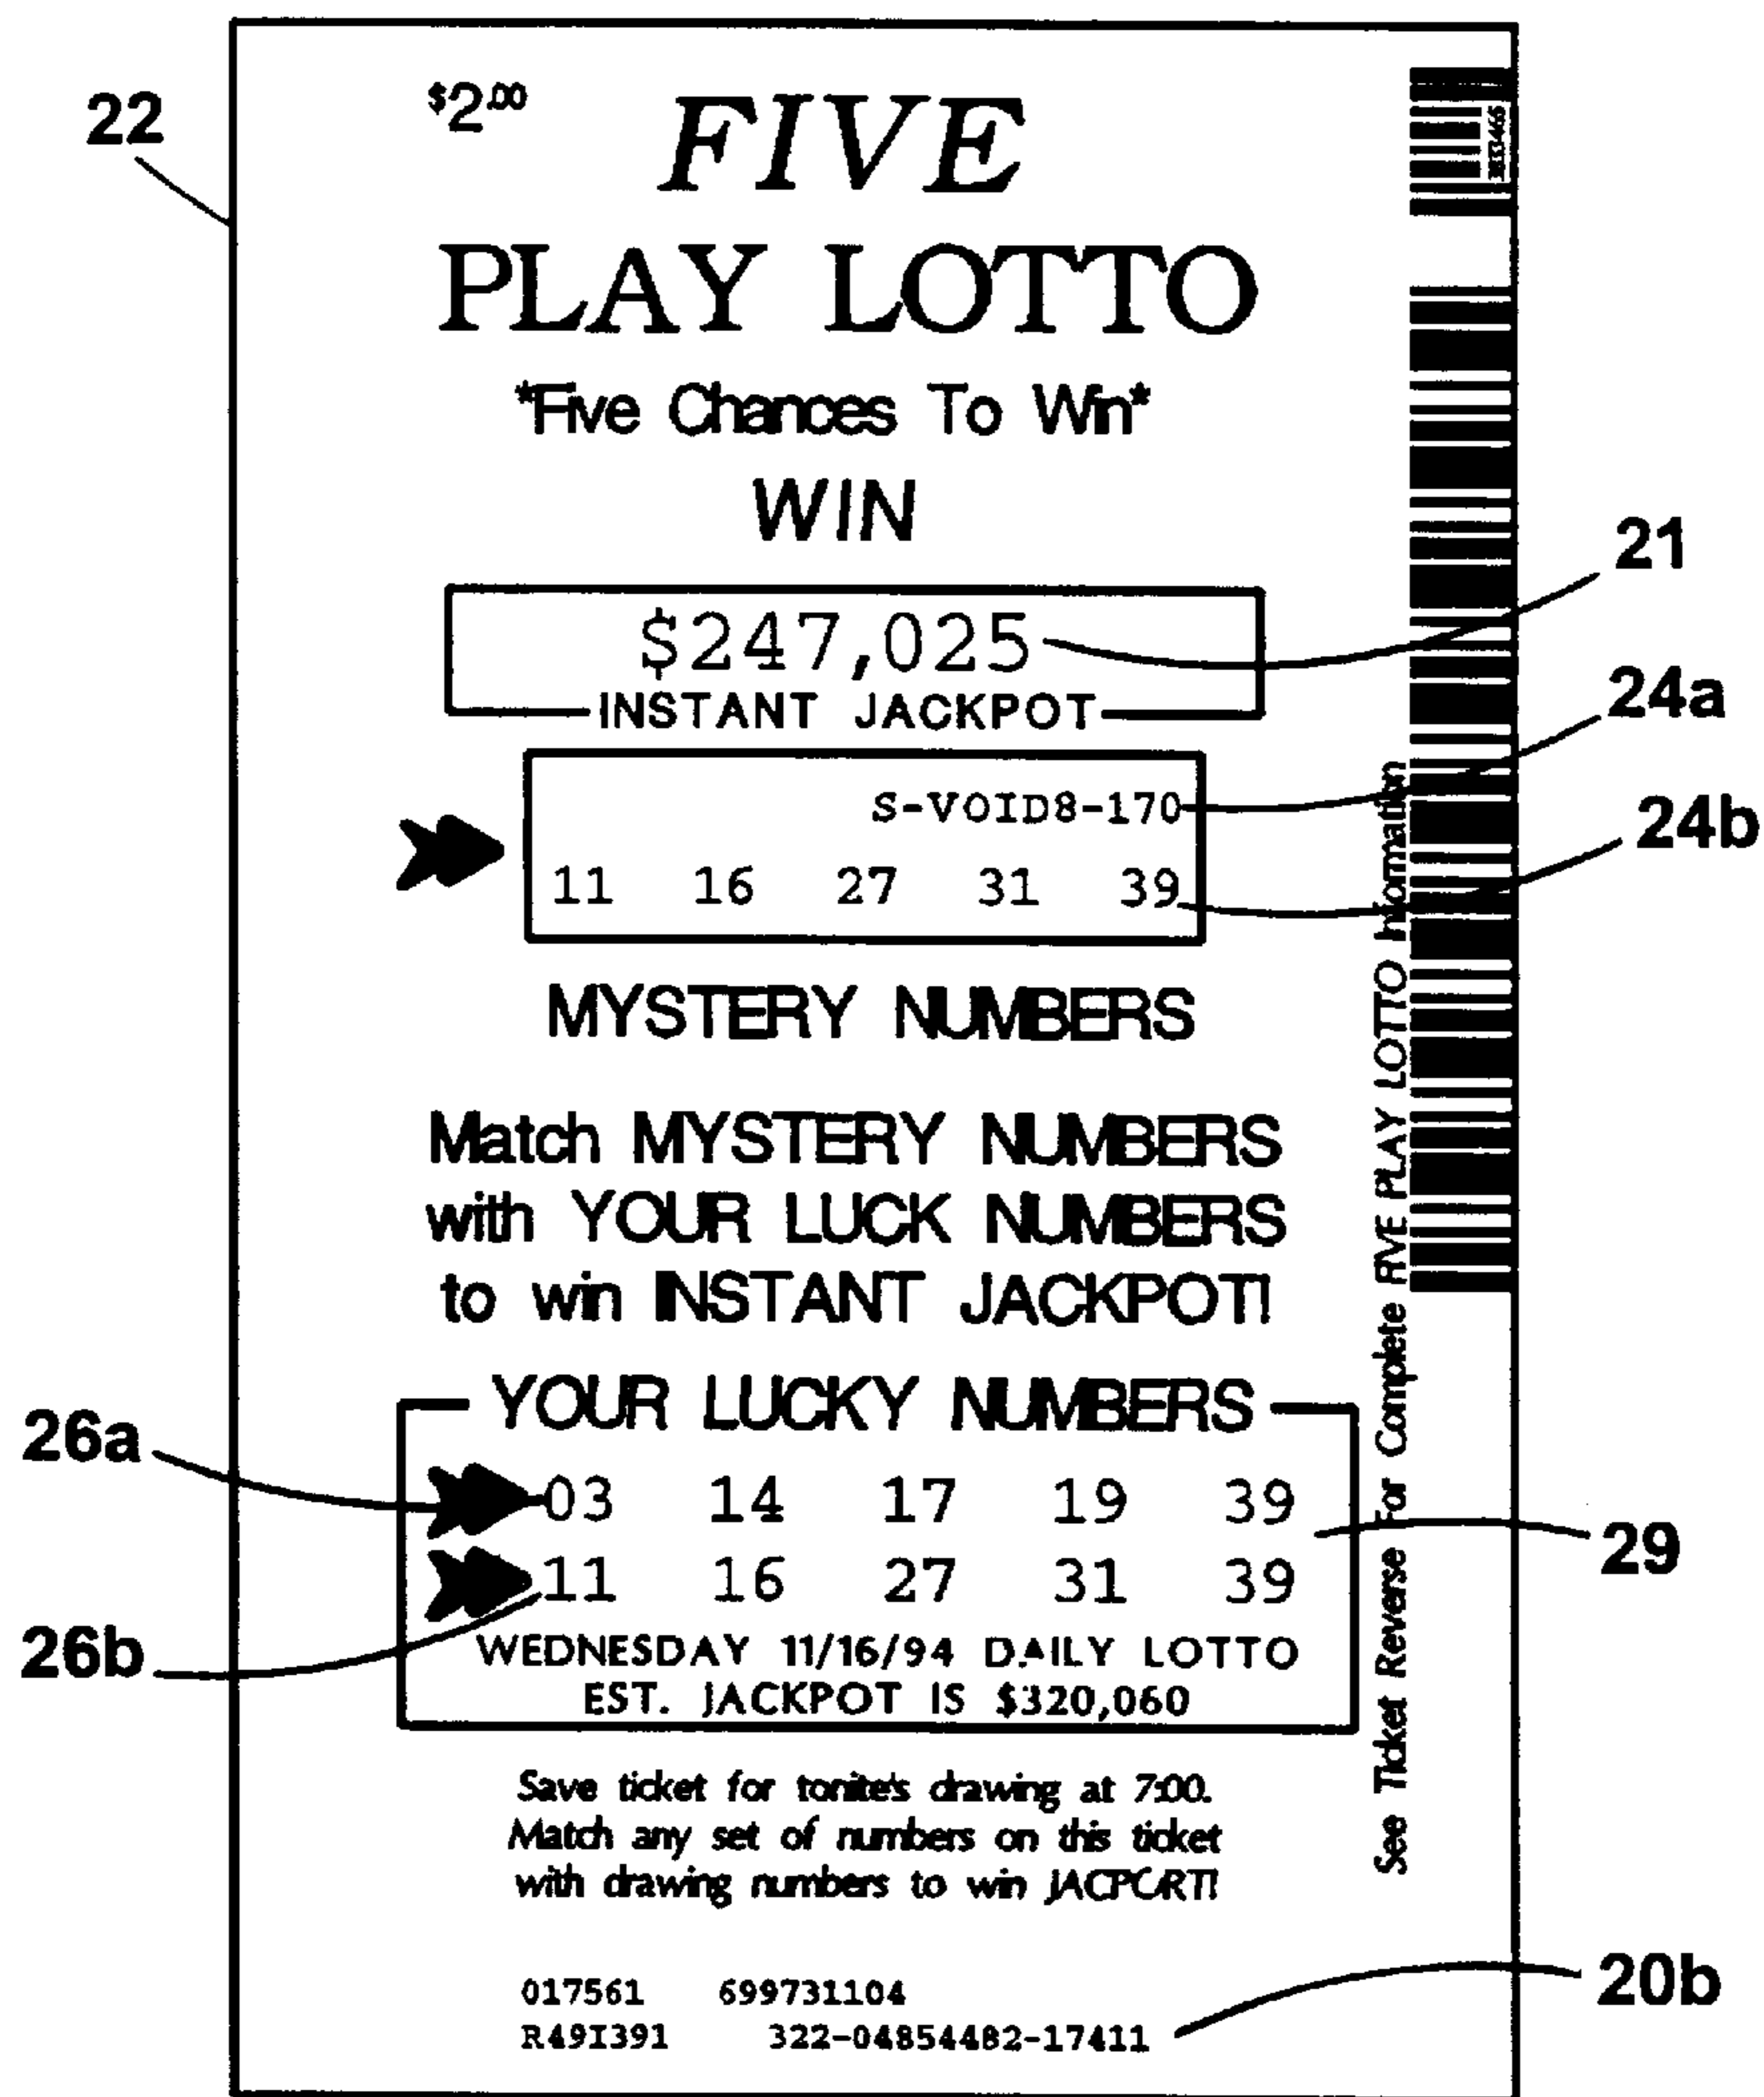 22
$2.00
FIVE
PLAY LOTTO
*Five Chances To Win*
WIN
21
$247,025
INSTANT JACKPOT
24a
S-VOID8-170
24b
11 16 27 31 39
MYSTERY NUMBERS
Match MYSTERY NUMBERS
with YOUR LUCK NUMBERS
to win INSTANT JACKPOT!
YOUR LUCKY NUMBERS
26a
03 14 17 19 39
29
11 16 27 31 39
26b
WEDNESDAY 11/16/94 DAILY LOTTO
EST. JACKPOT IS $320,060
Save ticket for tonite's drawing at 7:00.
Match any set of numbers on this ticket
with drawing numbers to win
20b
017561 699731104
R49I391 322-04854482-17411
See Ticket Reverse For Complete FIVE PLAY LOTTO Information